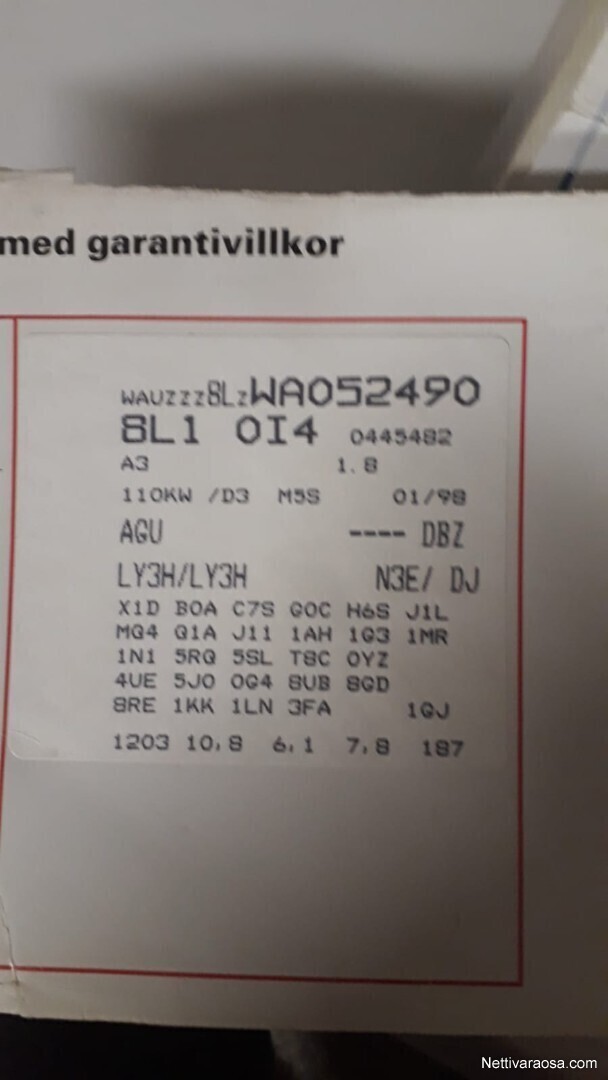 med garantivillkor
WAUZZZ8LZWA052490
8L1 0I4 0445482
A3 1.8
110KW /D3 M5S 01/98
AGU ---- DBZ
LY3H/LY3H N3E/ DJ
X1D B0A C7S G0C H6S J1L
MG4 Q1A J11 1AH 1G3 1MR
1N1 5RQ 5SL T8C 0YZ
4UE 5J0 0G4 8UB 8GD
8RE 1KK 1LN 3FA 1GJ
1203 10,8 6,1 7,8 187
Nettivaraosa.com